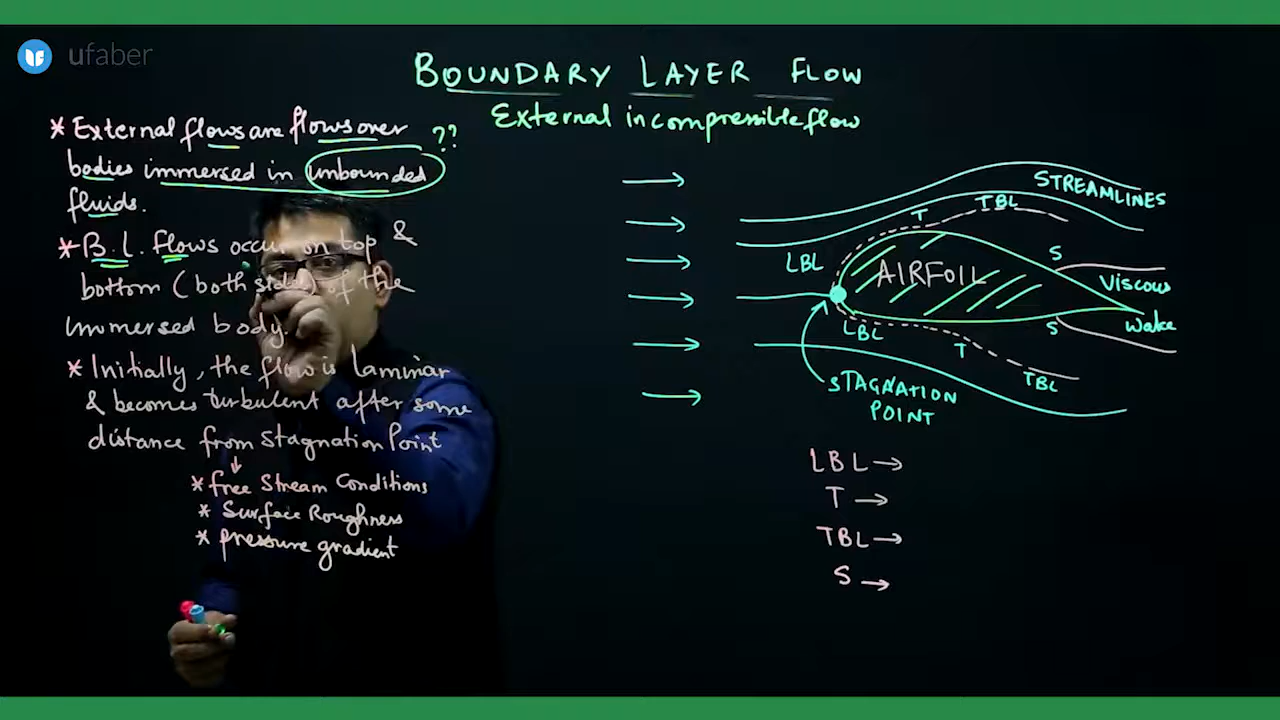 ufaber
BOUNDARY LAYER FLOW
External incompressible flow
* External flows are flows over
bodies immersed in unbounded ??
fluids.
* B.L. flows occur on top &
bottom (both side) of the
immersed body.
* Initially, the flow is laminar
& becomes turbulent after some
distance from Stagnation Point
* free Stream Conditions
* Surface Roughness
* pressure gradient
STREAMLINES
T TBL
LBL
AIRFOIL
S
VISCOUS
LBL
S
Wake
T
TBL
STAGNATION
POINT
LBL →
T →
TBL →
S →